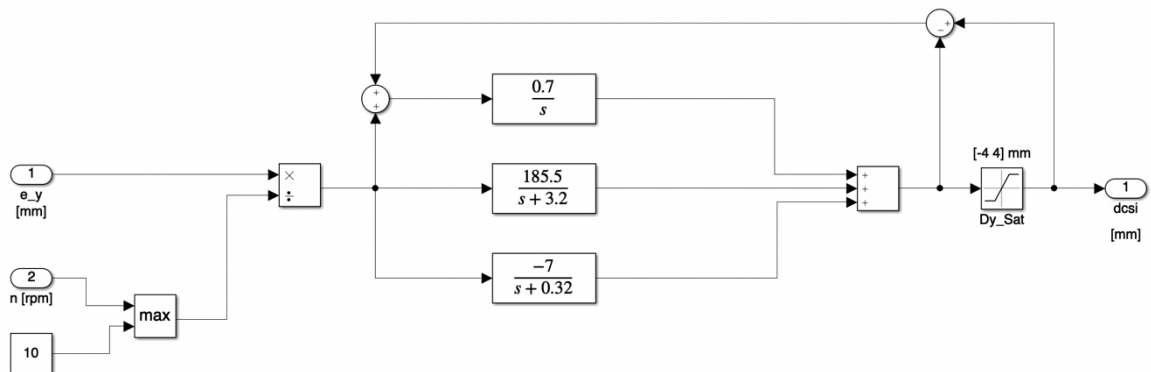 − +
+
+
0.7
s
[-4 4] mm
1
e_y
[mm]
×
÷
185.5
s + 3.2
+
+
+
Dy_Sat
1
dcsi
[mm]
2
n [rpm]
max
−7
s + 0.32
10